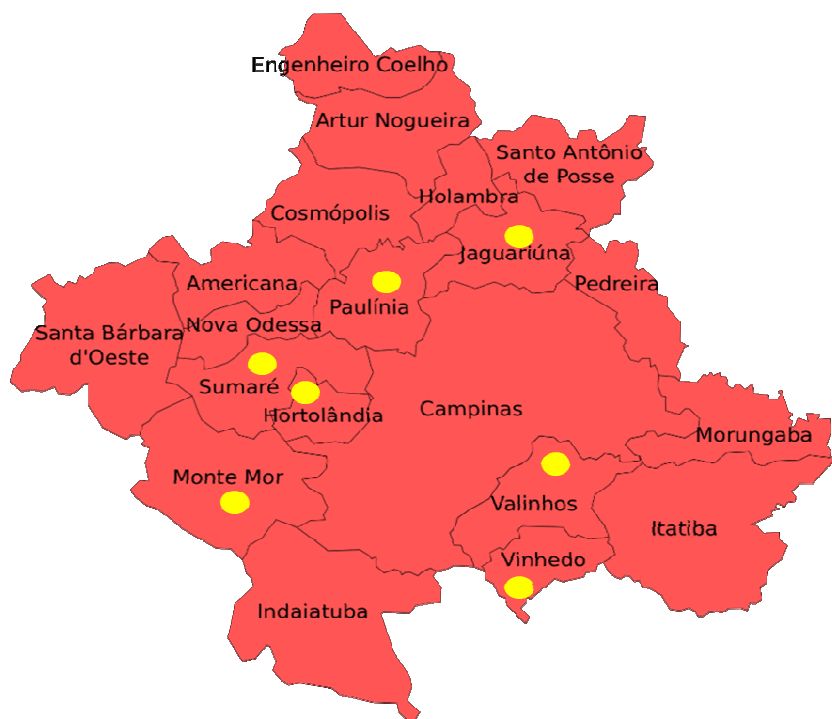 Engenheiro Coelho
Artur Nogueira
Santo Antônio
de Posse
Holambra
Cosmópolis
Jaguariúna
Americana
Pedreira
Paulínia
Nova Odessa
Santa Bárbara
d'Oeste
Sumaré
Hortolândia
Campinas
Morungaba
Monte Mor
Valinhos
Itatiba
Vinhedo
Indaiatuba